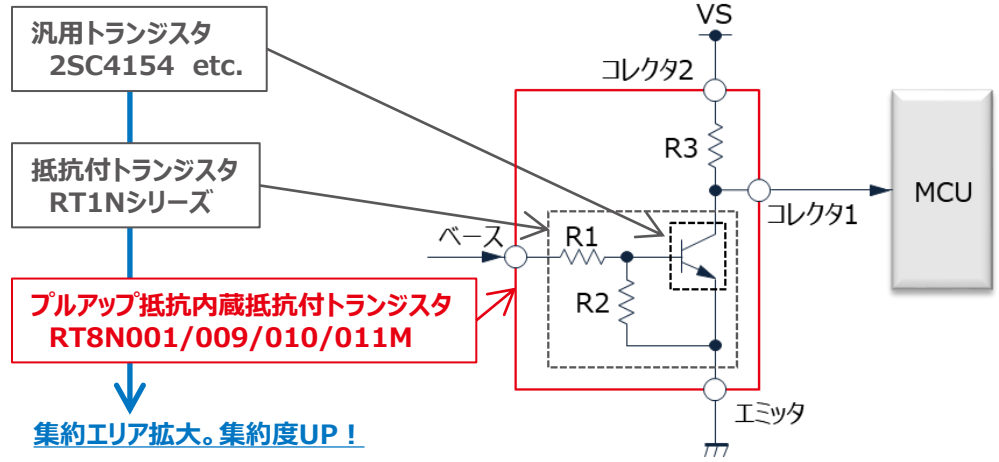 汎用トランジスタ
2SC4154 etc.
抵抗付トランジスタ
RT1Nシリーズ
プルアップ抵抗内蔵抵抗付トランジスタ
RT8N001/009/010/011M
集約エリア拡大。集約度UP！
VS
コレクタ2
R3
コレクタ1
MCU
ベース
R1
R2
エミッタ